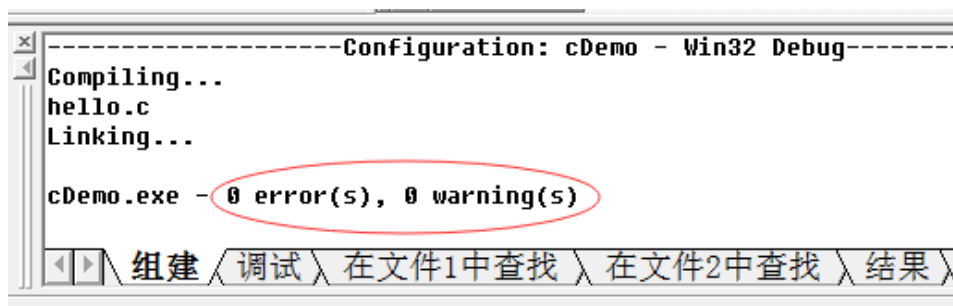 --------------------Configuration: cDemo - Win32 Debug-------
Compiling...
hello.c
Linking...
cDemo.exe - 0 error(s), 0 warning(s)
组建 调试 在文件1中查找 在文件2中查找 结果